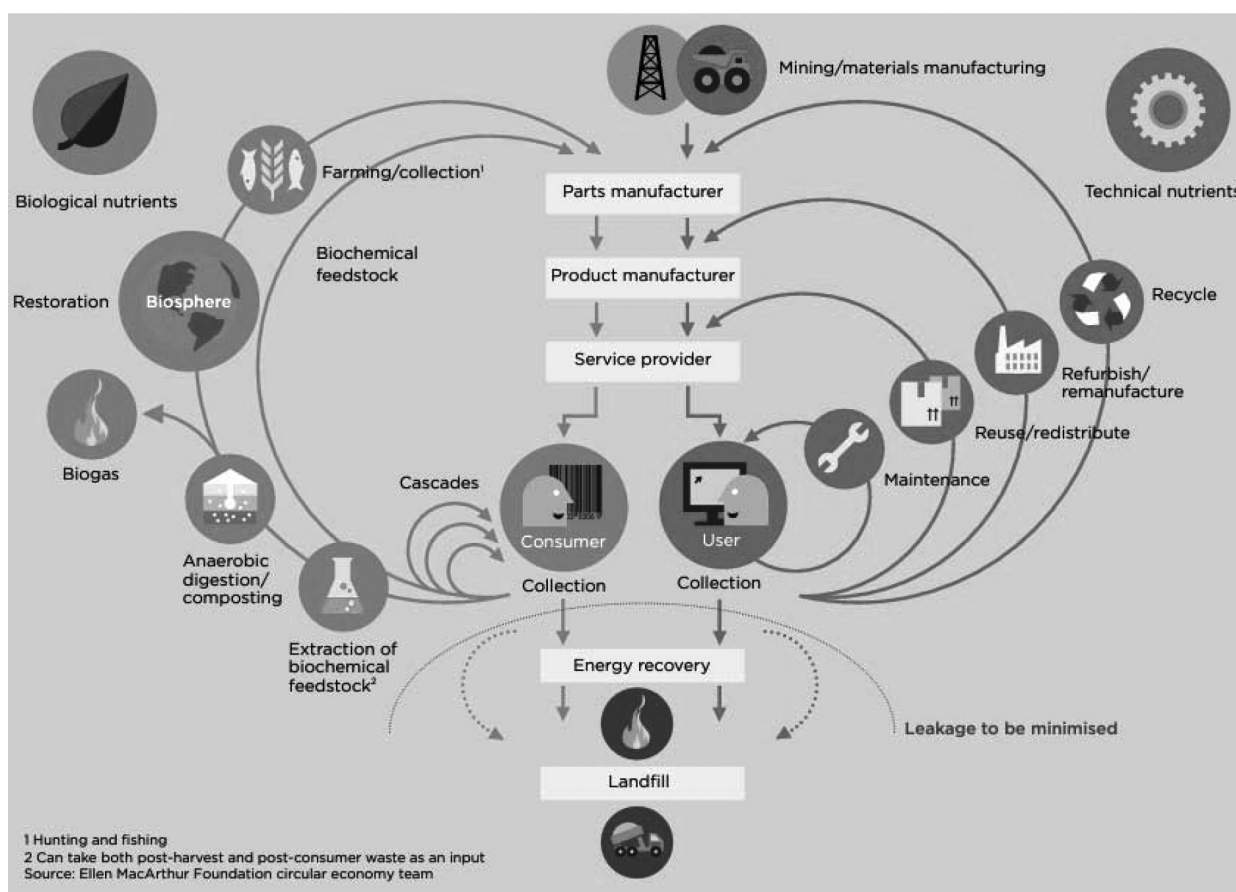 Mining/materials manufacturing
Biological nutrients
Technical nutrients
Farming/collection¹
Parts manufacturer
Biochemical
feedstock
Product manufacturer
Restoration
Biosphere
Recycle
Service provider
Refurbish/
remanufacture
Reuse/redistribute
Biogas
Maintenance
Cascades
Consumer
User
Anaerobic
digestion/
composting
Collection
Collection
Extraction of
biochemical
feedstock²
Energy recovery
Leakage to be minimised
Landfill
1 Hunting and fishing
2 Can take both post-harvest and post-consumer waste as an input
Source: Ellen MacArthur Foundation circular economy team